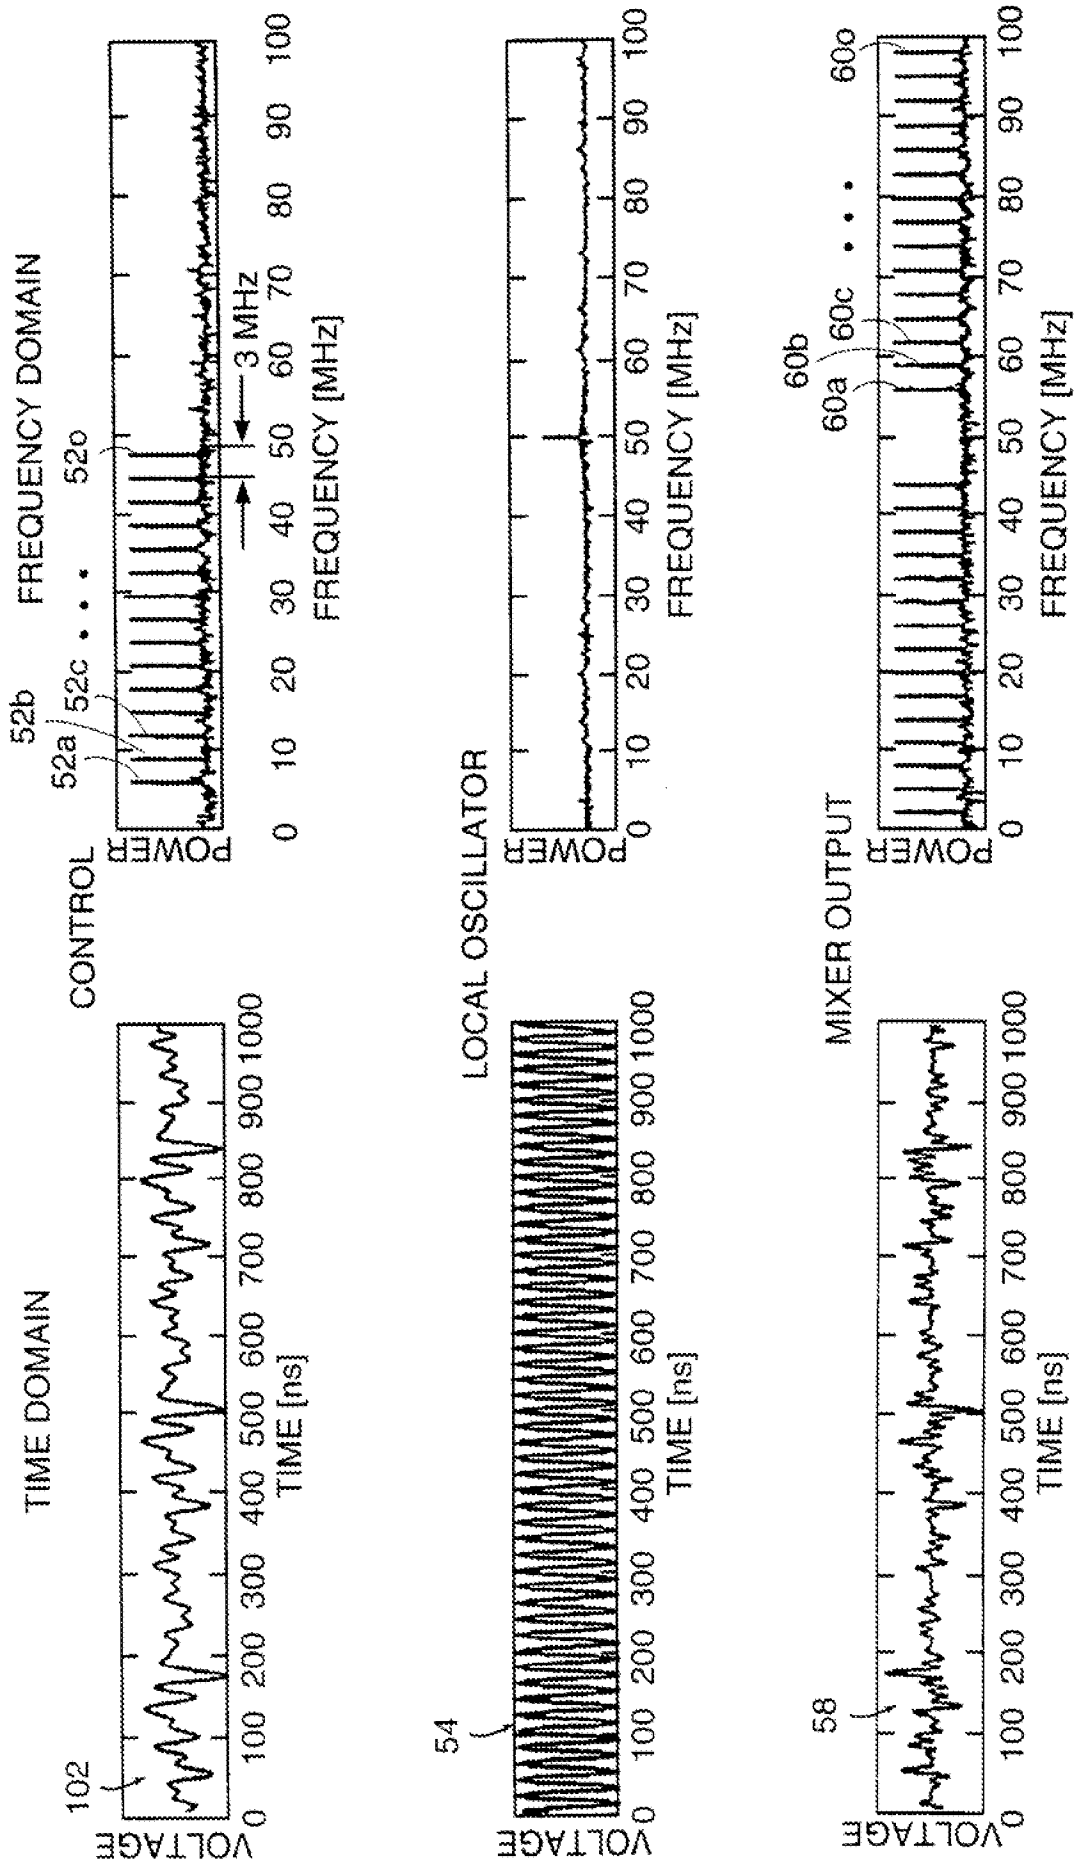 TIME DOMAIN
FREQUENCY DOMAIN
CONTROL
102
VOLTAGE
0 100 200 300 400 500 600 700 800 900 1000
TIME [ns]
52a 52b 52c • • • 52o
POWER
0 10 20 30 40 50 60 70 80 90 100
3 MHz
FREQUENCY [MHz]
LOCAL OSCILLATOR
54
VOLTAGE
0 100 200 300 400 500 600 700 800 900 1000
TIME [ns]
POWER
0 10 20 30 40 50 60 70 80 90 100
FREQUENCY [MHz]
MIXER OUTPUT
58
VOLTAGE
0 100 200 300 400 500 600 700 800 900 1000
TIME [ns]
60a 60b 60c • • • 60o
POWER
0 10 20 30 40 50 60 70 80 90 100
FREQUENCY [MHz]